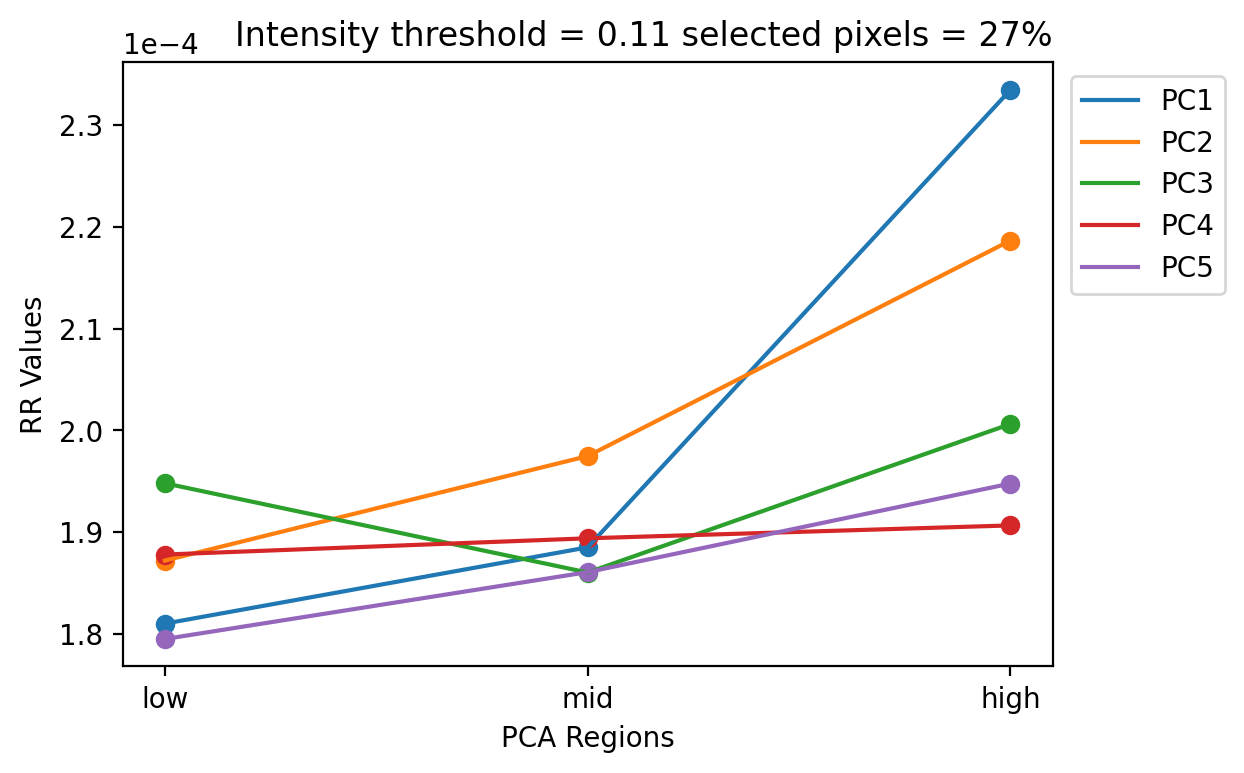 Intensity threshold = 0.11 selected pixels = 27%
1e−4
2.3
2.2
2.1
2.0
1.9
1.8
RR Values
low
mid
high
PCA Regions
PC1
PC2
PC3
PC4
PC5